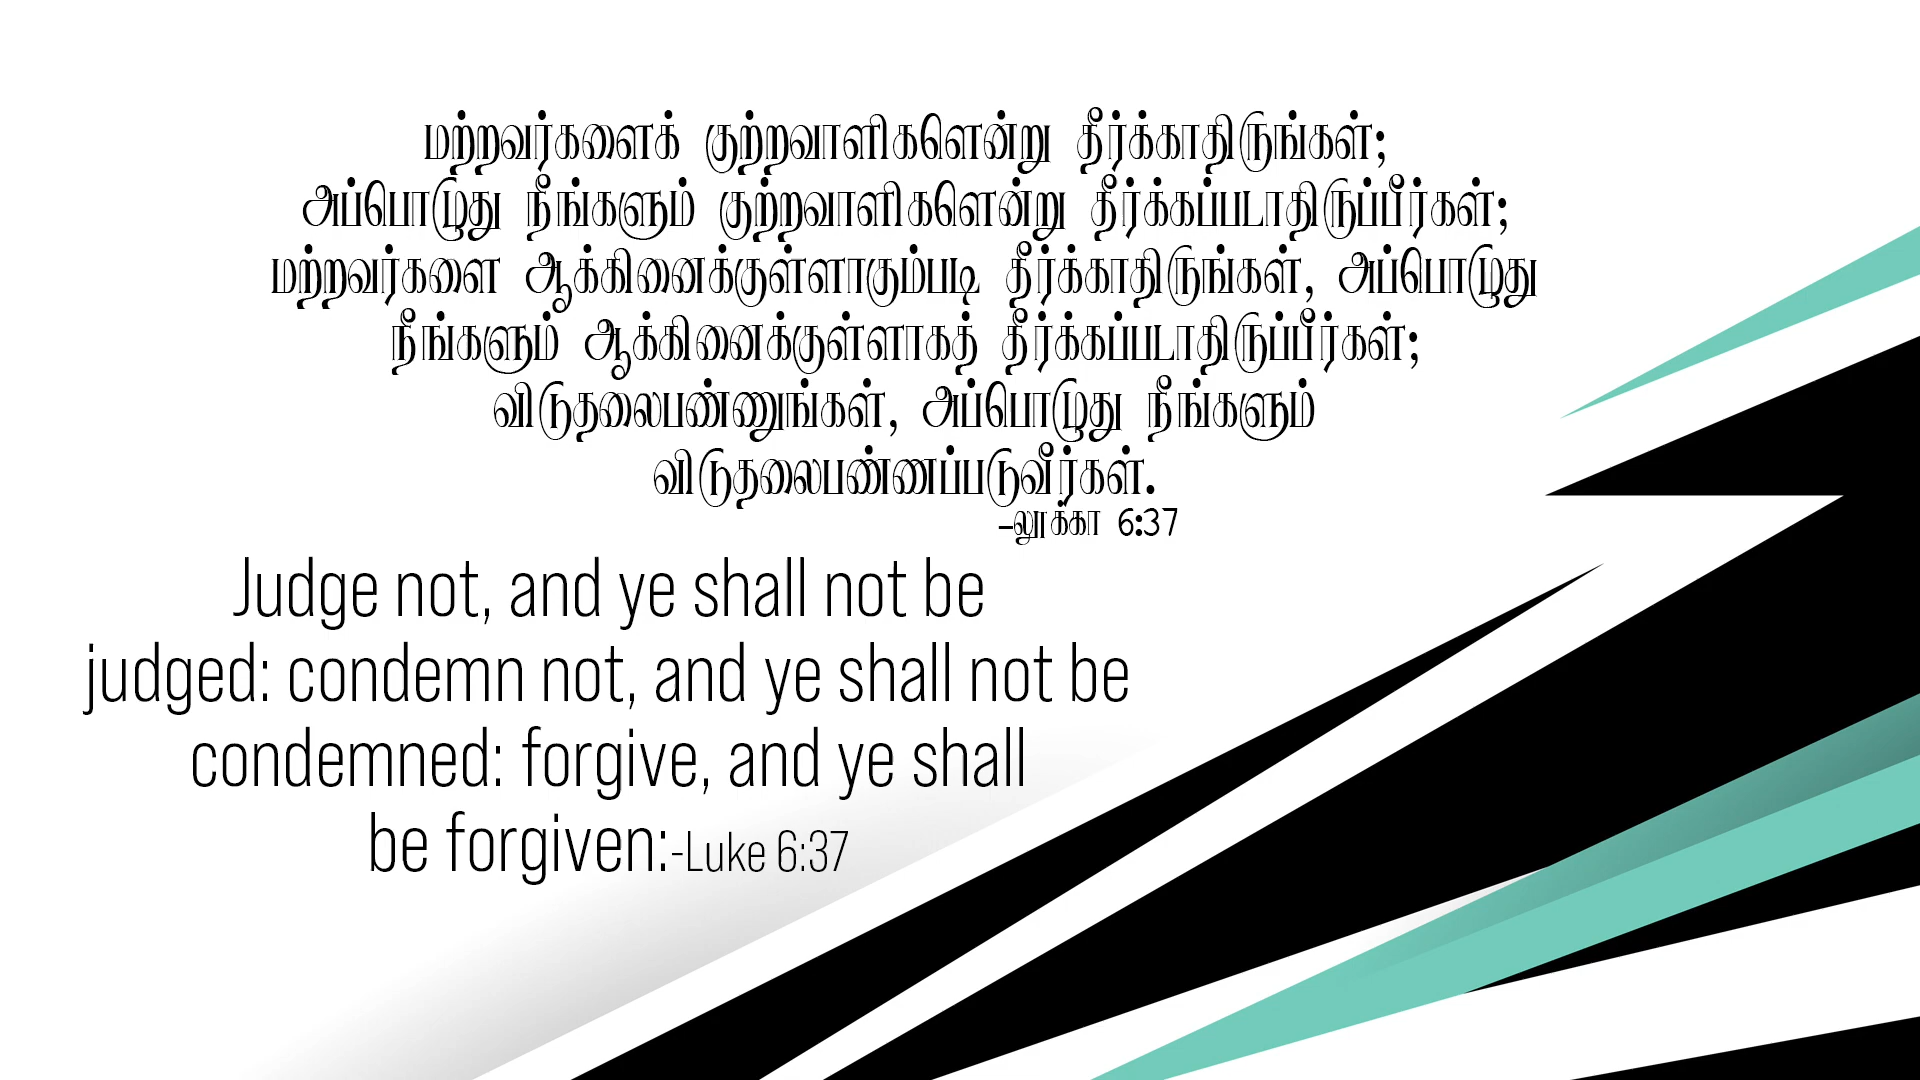 மற்றவர்களைக் குற்றவாளிகளென்று தீர்க்காதிருங்கள்;
அப்பொழுது நீங்களும் குற்றவாளிகளென்று தீர்க்கப்படாதிருப்பீர்கள்;
மற்றவர்களை ஆக்கினைக்குள்ளாகும்படி தீர்க்காதிருங்கள், அப்பொழுது
நீங்களும் ஆக்கினைக்குள்ளாகத் தீர்க்கப்படாதிருப்பீர்கள்;
விடுதலைபண்ணுங்கள், அப்பொழுது நீங்களும்
விடுதலைபண்ணப்படுவீர்கள்.
-லூக்கா 6:37
Judge not, and ye shall not be
judged: condemn not, and ye shall not be
condemned: forgive, and ye shall
be forgiven:-Luke 6:37